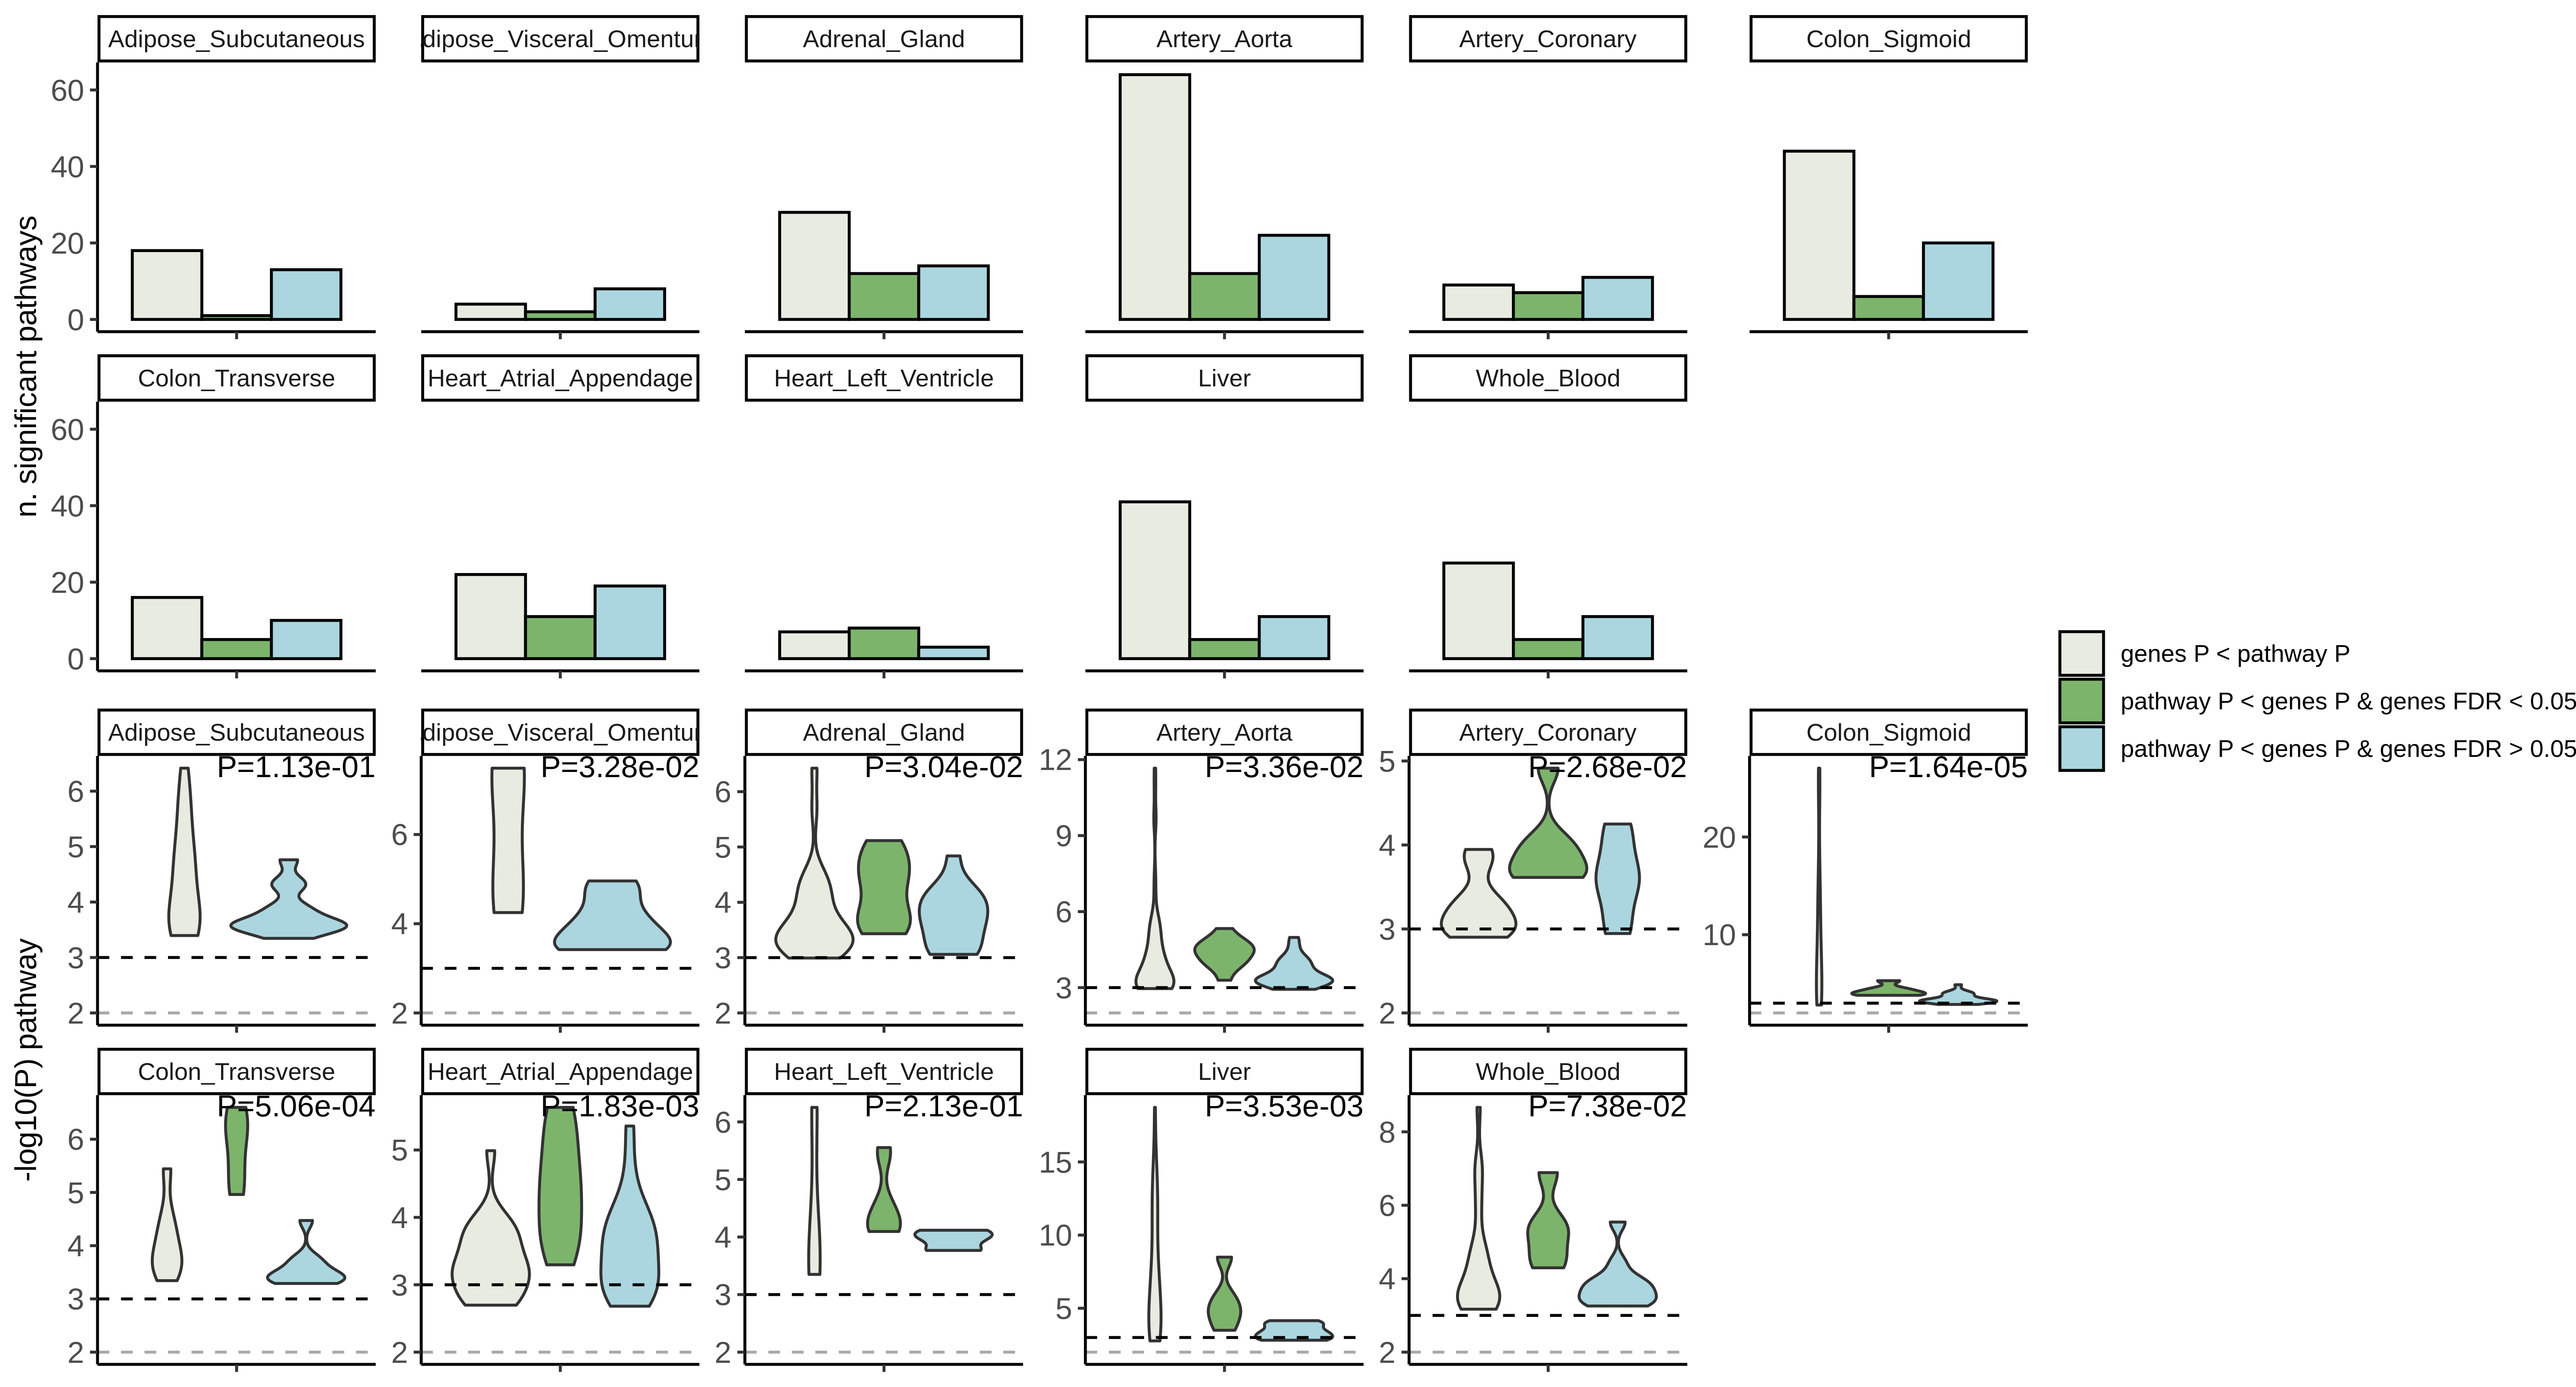 Adipose_Subcutaneous
dipose_Visceral_Omentu
Adrenal_Gland
Artery_Aorta
Artery_Coronary
Colon_Sigmoid
60
40
20
0
n. significant pathways
Colon_Transverse
Heart_Atrial_Appendage
Heart_Left_Ventricle
Liver
Whole_Blood
60
40
20
0
genes P < pathway P
pathway P < genes P & genes FDR < 0.05
pathway P < genes P & genes FDR > 0.05
Adipose_Subcutaneous
dipose_Visceral_Omentu
Adrenal_Gland
Artery_Aorta
Artery_Coronary
Colon_Sigmoid
P=1.13e-01
6
5
4
3
2
P=3.28e-02
6
4
2
P=3.04e-02
6
5
4
3
2
P=3.36e-02
12
9
6
3
P=2.68e-02
5
4
3
2
P=1.64e-05
20
10
-log10(P) pathway
Colon_Transverse
Heart_Atrial_Appendage
Heart_Left_Ventricle
Liver
Whole_Blood
P=5.06e-04
6
5
4
3
2
P=1.83e-03
5
4
3
2
P=2.13e-01
6
5
4
3
2
P=3.53e-03
15
10
5
P=7.38e-02
8
6
4
2